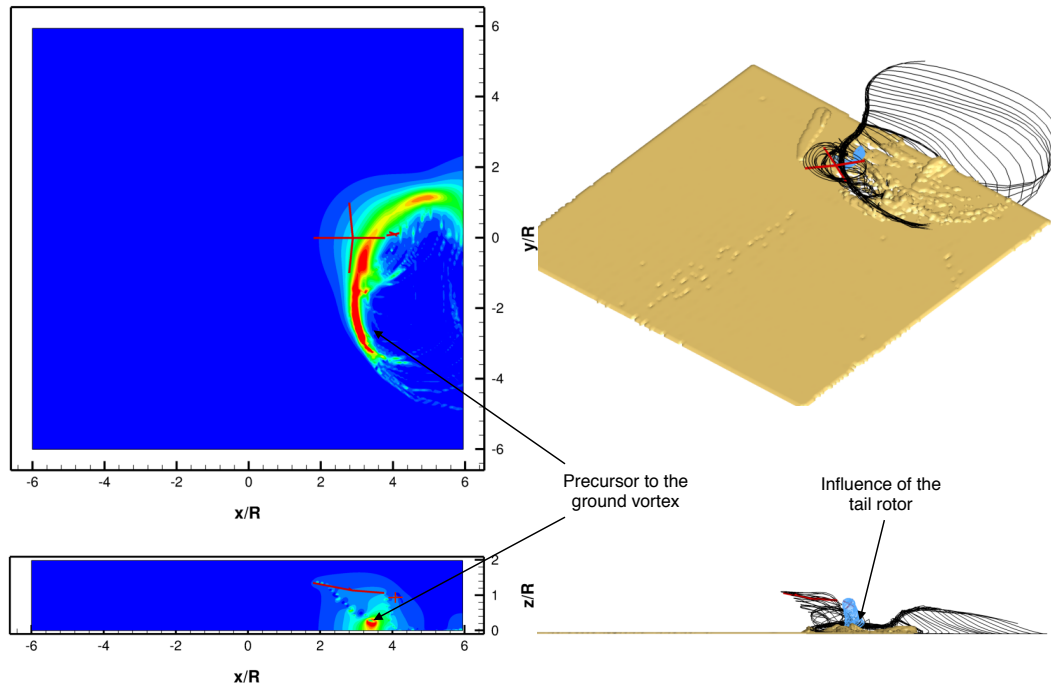 6
4
2
0
-2
-4
-6
y/R
-6 -4 -2 0 2 4 6
x/R
Precursor to the
ground vortex
Influence of the
tail rotor
2
1
0
z/R
-6 -4 -2 0 2 4 6
x/R